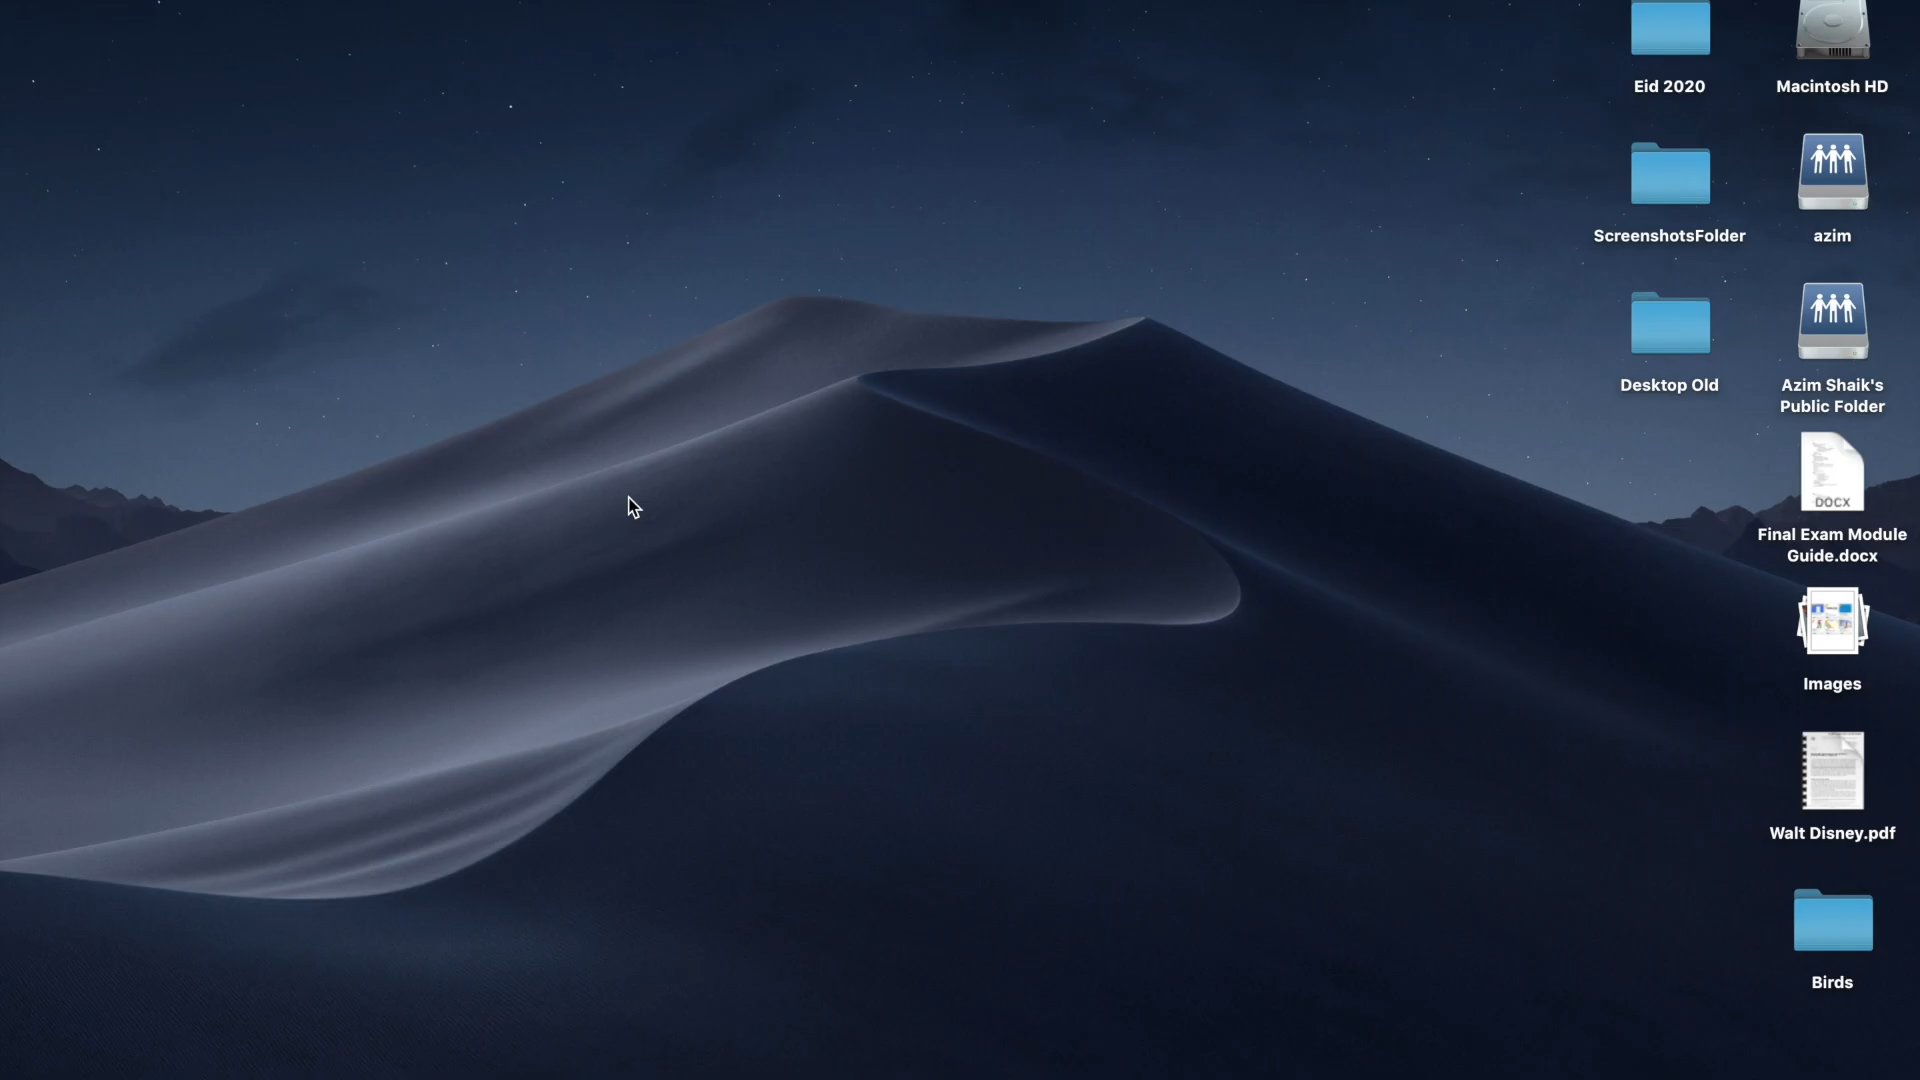 Eid 2020
Macintosh HD
ScreenshotsFolder
azim
Desktop Old
Azim Shaik's
Public Folder
DOCX
Final Exam Module
Guide.docx
Images
Walt Disney.pdf
Birds